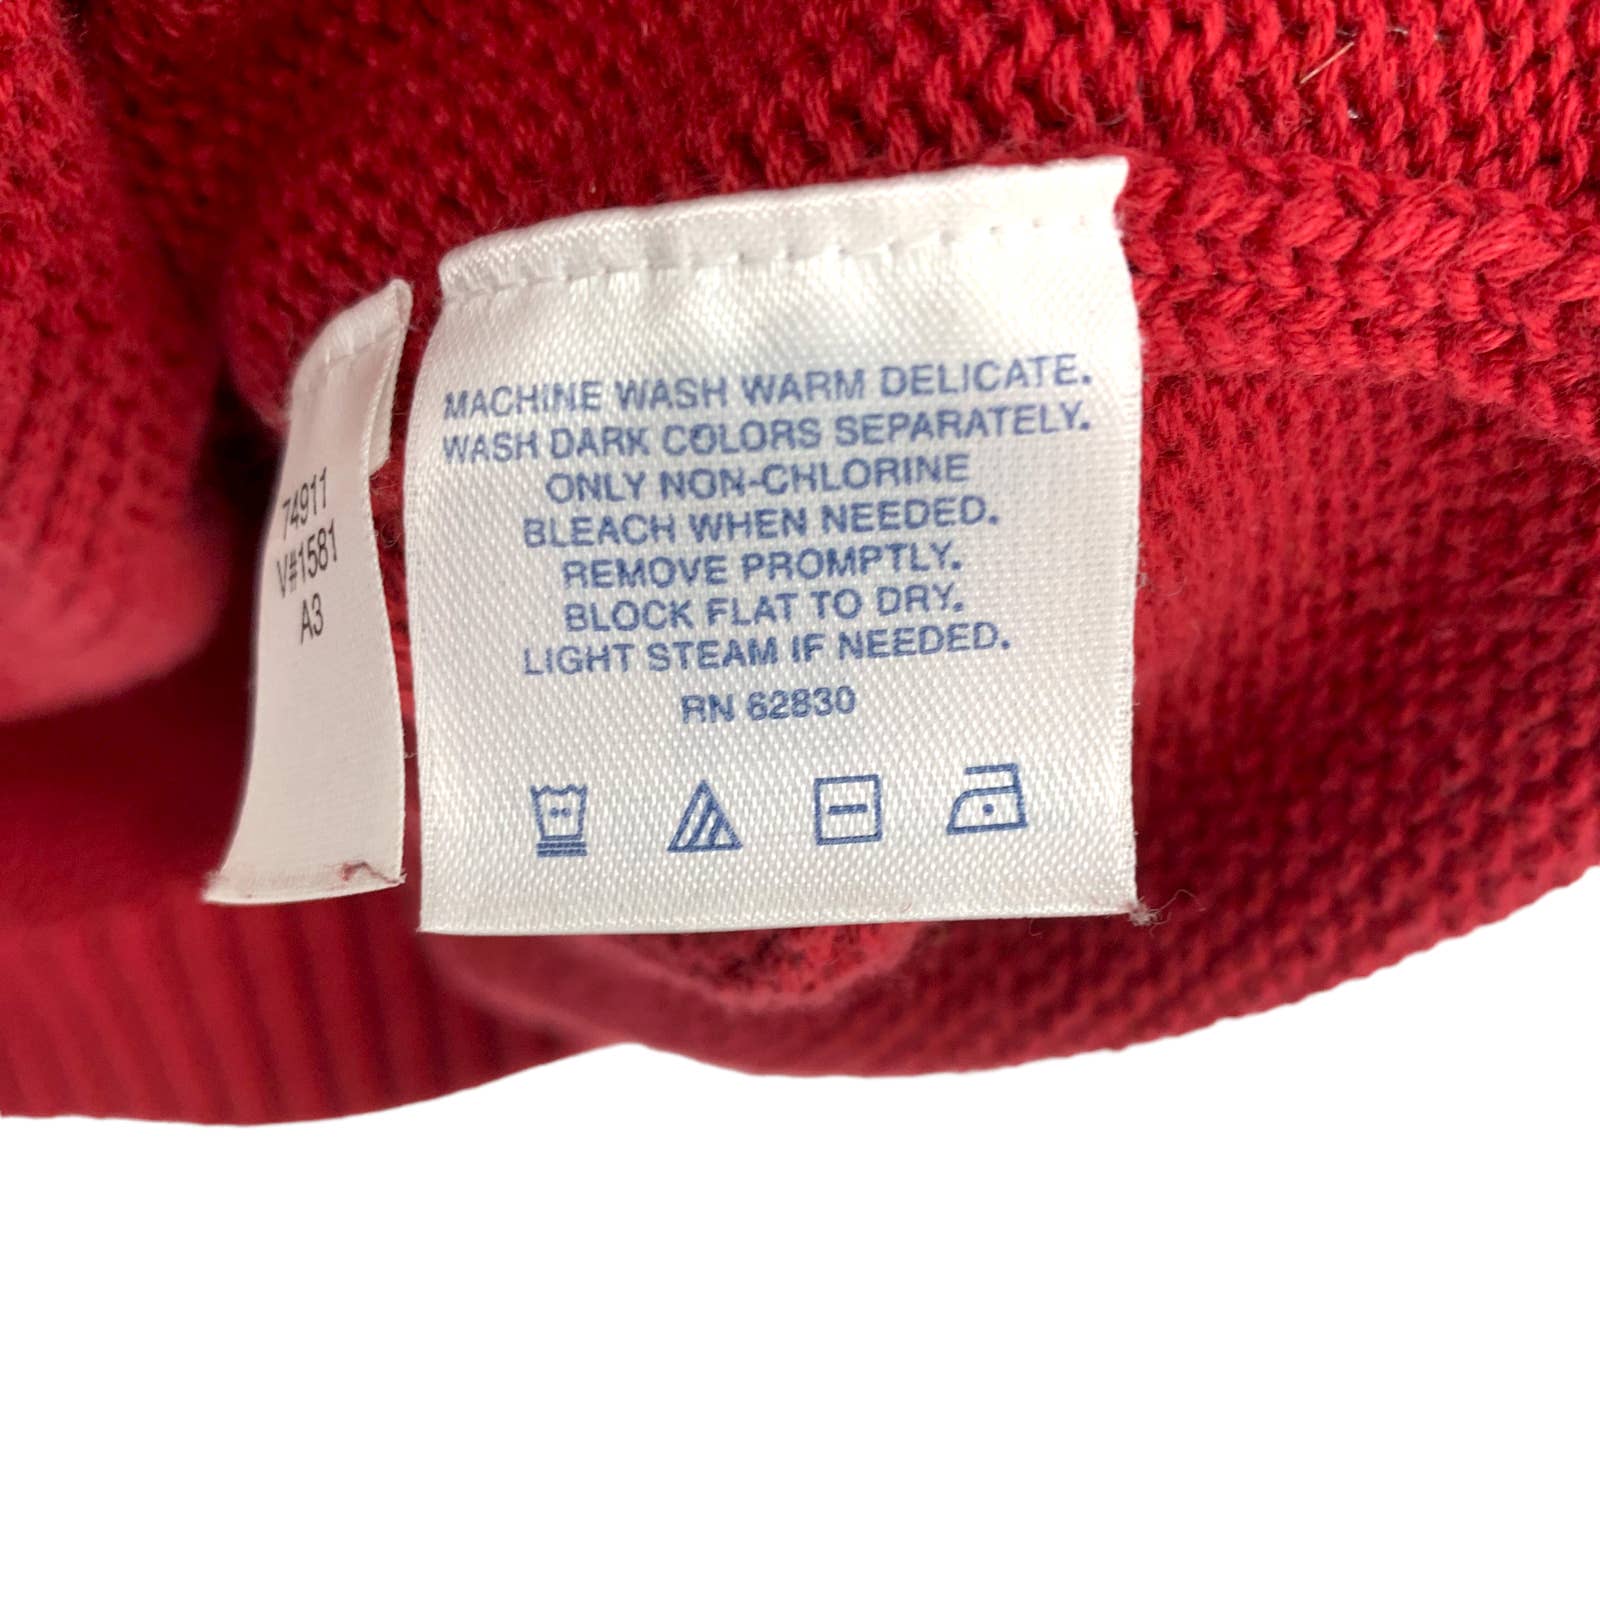 74911
V#1581
A3
MACHINE WASH WARM DELICATE.
WASH DARK COLORS SEPARATELY.
ONLY NON-CHLORINE
BLEACH WHEN NEEDED.
REMOVE PROMPTLY.
BLOCK FLAT TO DRY.
LIGHT STEAM IF NEEDED.
RN 62830